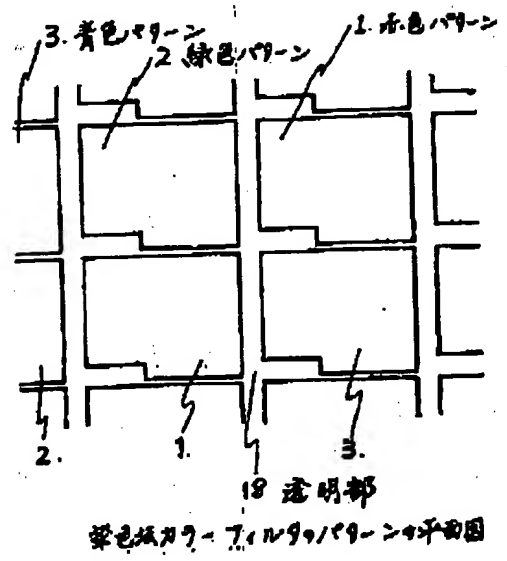 3. 青色パターン
1. 赤色パターン
2 緑色パターン
2.
1.
3.
18 透明部
染色法カラーフィルタのパターンの平面図